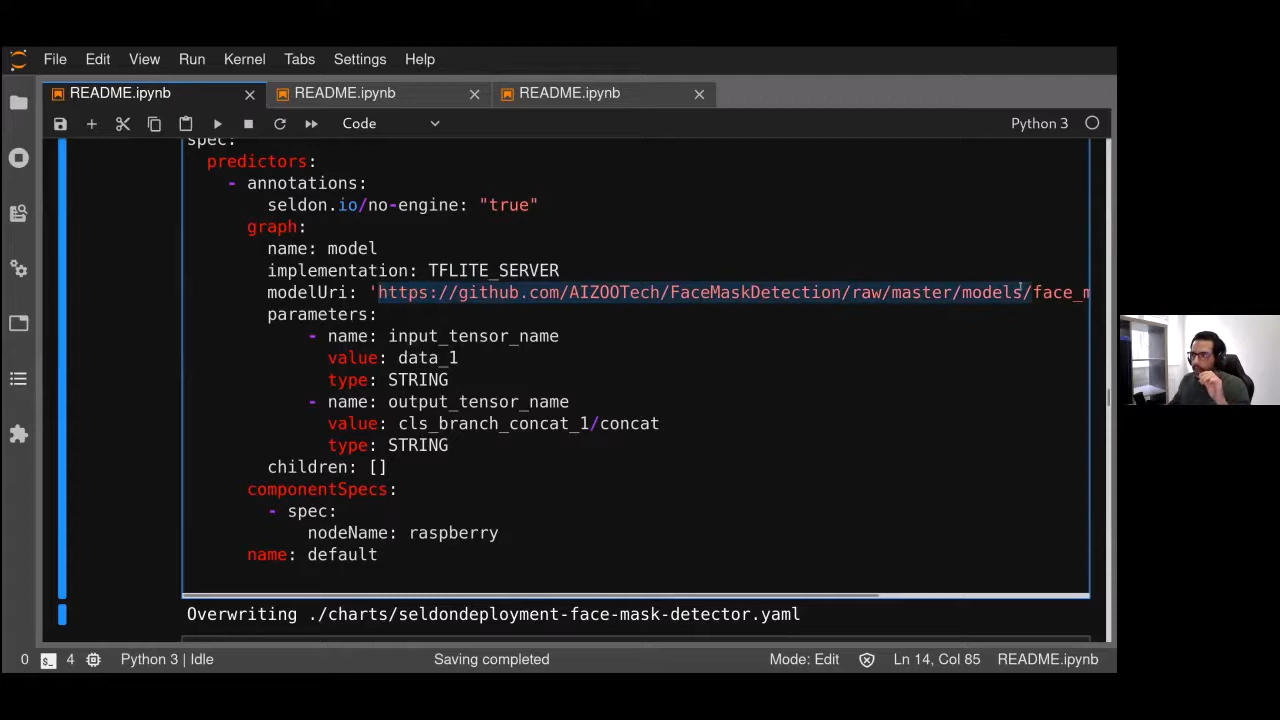 File Edit View Run Kernel Tabs Settings Help
README.ipynb README.ipynb README.ipynb
Code Python 3
spec:
predictors:
- annotations:
seldon.io/no-engine: "true"
graph:
name: model
implementation: TFLITE_SERVER
modelUri: 'https://github.com/AIZOOTech/FaceMaskDetection/raw/master/models/face_m
parameters:
- name: input_tensor_name
value: data_1
type: STRING
- name: output_tensor_name
value: cls_branch_concat_1/concat
type: STRING
children: []
componentSpecs:
- spec:
nodeName: raspberry
name: default
Overwriting ./charts/seldondeployment-face-mask-detector.yaml
0 4 Python 3 | Idle Saving completed Mode: Edit Ln 14, Col 85 README.ipynb